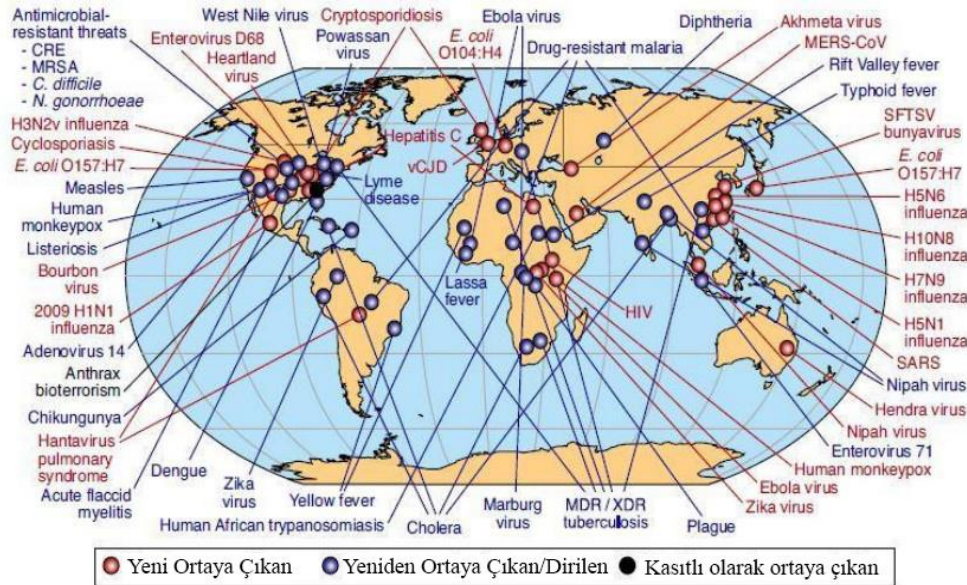 Antimicrobial-
resistant threats
- CRE
- MRSA
- C. difficile
- N. gonorrhoeae
H3N2v influenza
Cyclosporiasis
E. coli O157:H7
Measles
Human
monkeypox
Listeriosis
Bourbon
virus
2009 H1N1
influenza
Adenovirus 14
Anthrax
bioterrorism
Chikungunya
Hantavirus
pulmonary
syndrome
Acute flaccid
myelitis
West Nile virus
Enterovirus D68
Heartland
virus
Cryptosporidiosis
Powassan
virus
E. coli
O104:H4
Ebola virus
Drug-resistant malaria
Diphtheria
Akhmeta virus
MERS-CoV
Rift Valley fever
Typhoid fever
SFTSV
bunyavirus
E. coli
O157:H7
H5N6
influenza
H10N8
influenza
H7N9
influenza
H5N1
influenza
SARS
Nipah virus
Hendra virus
Nipah virus
Enterovirus 71
Human monkeypox
Ebola virus
Zika virus
Hepatitis C
vCJD
Lyme
disease
Lassa
fever
HIV
Dengue
Zika
virus
Yellow fever
Human African trypanosomiasis
Cholera
Marburg
virus
MDR / XDR
tuberculosis
Plague
Yeni Ortaya Çıkan
Yeniden Ortaya Çıkan/Dirilen
Kasıtlı olarak ortaya çıkan